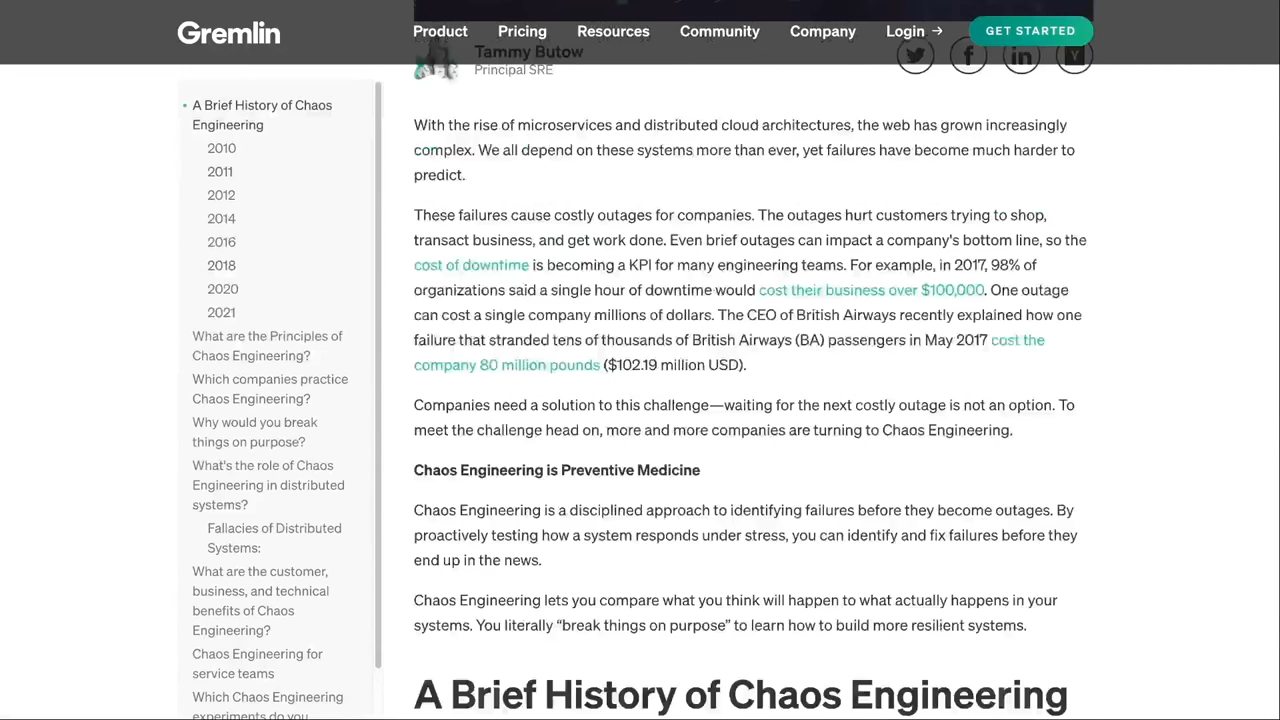 Gremlin
Product
Pricing
Resources
Community
Company
Login →
GET STARTED
Tammy Butow
Principal SRE
A Brief History of Chaos
Engineering
2010
2011
2012
2014
2016
2018
2020
2021
What are the Principles of
Chaos Engineering?
Which companies practice
Chaos Engineering?
Why would you break
things on purpose?
What's the role of Chaos
Engineering in distributed
systems?
Fallacies of Distributed
Systems:
What are the customer,
business, and technical
benefits of Chaos
Engineering?
Chaos Engineering for
service teams
Which Chaos Engineering
experiments do you
With the rise of microservices and distributed cloud architectures, the web has grown increasingly
complex. We all depend on these systems more than ever, yet failures have become much harder to
predict.
These failures cause costly outages for companies. The outages hurt customers trying to shop,
transact business, and get work done. Even brief outages can impact a company's bottom line, so the
cost of downtime is becoming a KPI for many engineering teams. For example, in 2017, 98% of
organizations said a single hour of downtime would cost their business over $100,000. One outage
can cost a single company millions of dollars. The CEO of British Airways recently explained how one
failure that stranded tens of thousands of British Airways (BA) passengers in May 2017 cost the
company 80 million pounds ($102.19 million USD).
Companies need a solution to this challenge—waiting for the next costly outage is not an option. To
meet the challenge head on, more and more companies are turning to Chaos Engineering.
Chaos Engineering is Preventive Medicine
Chaos Engineering is a disciplined approach to identifying failures before they become outages. By
proactively testing how a system responds under stress, you can identify and fix failures before they
end up in the news.
Chaos Engineering lets you compare what you think will happen to what actually happens in your
systems. You literally “break things on purpose” to learn how to build more resilient systems.
A Brief History of Chaos Engineering